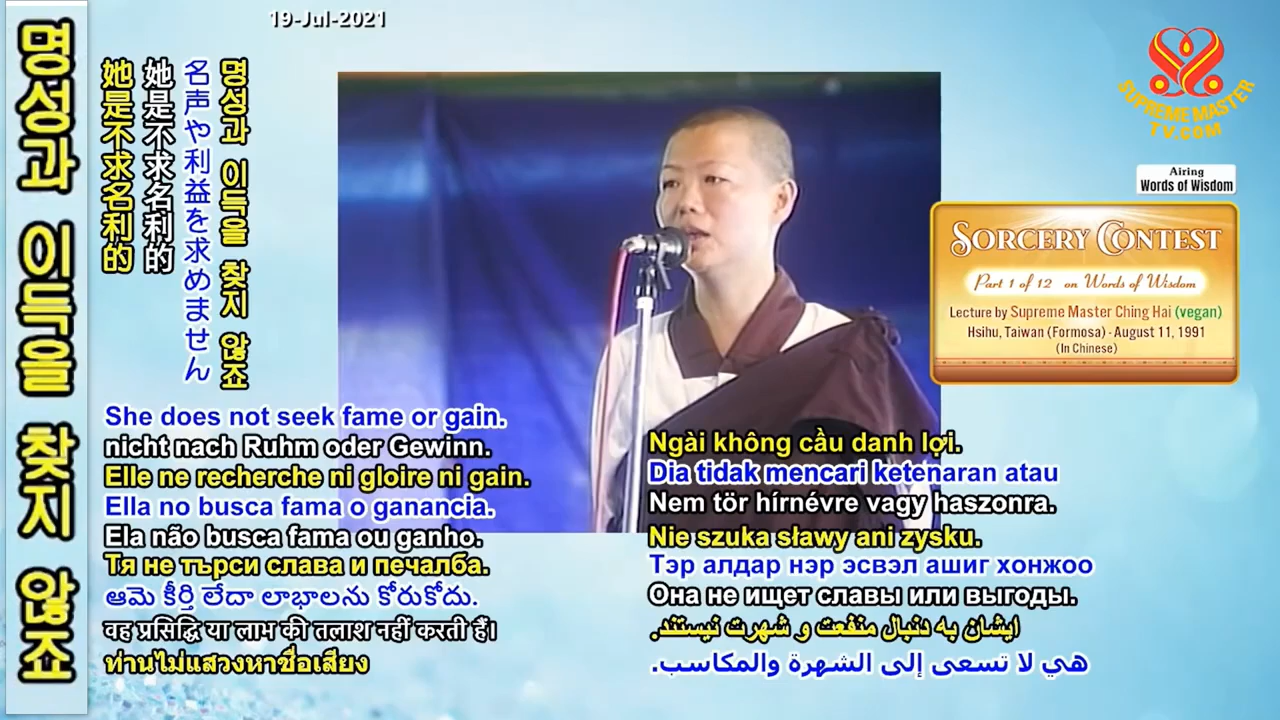 19-Jul-2021
명성과 이득을 찾지 않죠
她是不求名利的
她是不求名利的
名声や利益を求めません
명성과 이득을 찾지 않죠
SUPREME MASTER
TV.COM
Airing
Words of Wisdom
SORCERY CONTEST
Part 1 of 12 on Words of Wisdom
Lecture by Supreme Master Ching Hai (vegan)
Hsihu, Taiwan (Formosa) - August 11, 1991
(In Chinese)
She does not seek fame or gain.
nicht nach Ruhm oder Gewinn.
Elle ne recherche ni gloire ni gain.
Ella no busca fama o ganancia.
Ela não busca fama ou ganho.
Тя не търси слава и печалба.
ఆమె కీర్తి లేదా లాభాలను కోరుకోదు.
वह प्रसिद्धि या लाभ की तलाश नहीं करती हैं।
ท่านไม่แสวงหาชื่อเสียง
Ngài không cầu danh lợi.
Dia tidak mencari ketenaran atau
Nem tör hírnévre vagy haszonra.
Nie szuka sławy ani zysku.
Тэр алдар нэр эсвэл ашиг хонжоо
Она не ищет славы или выгоды.
ایشان به دنبال منفعت و شهرت نیستند.
هي لا تسعى إلى الشهرة والمكاسب.